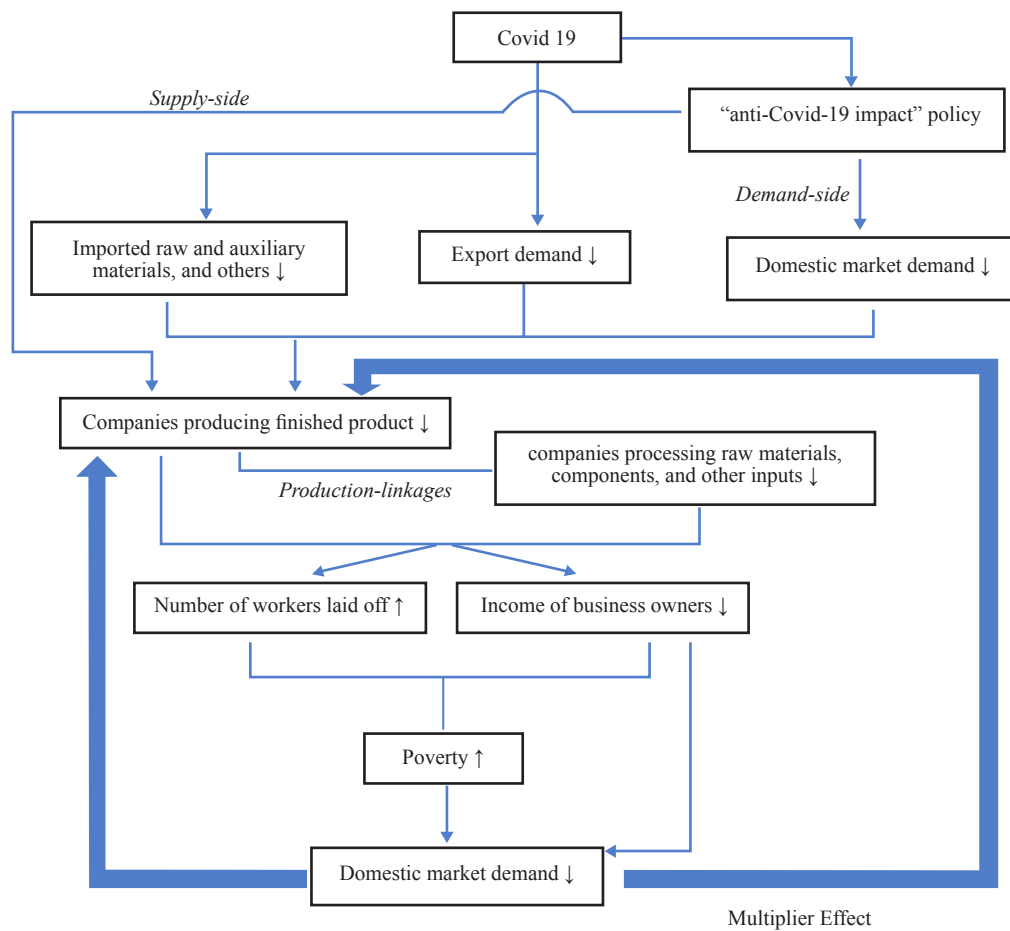 Covid 19
Supply-side
“anti-Covid-19 impact” policy
Demand-side
Imported raw and auxiliary
materials, and others ↓
Export demand ↓
Domestic market demand ↓
Companies producing finished product ↓
companies processing raw materials,
components, and other inputs ↓
Production-linkages
Number of workers laid off ↑
Income of business owners ↓
Poverty ↑
Domestic market demand ↓
Multiplier Effect